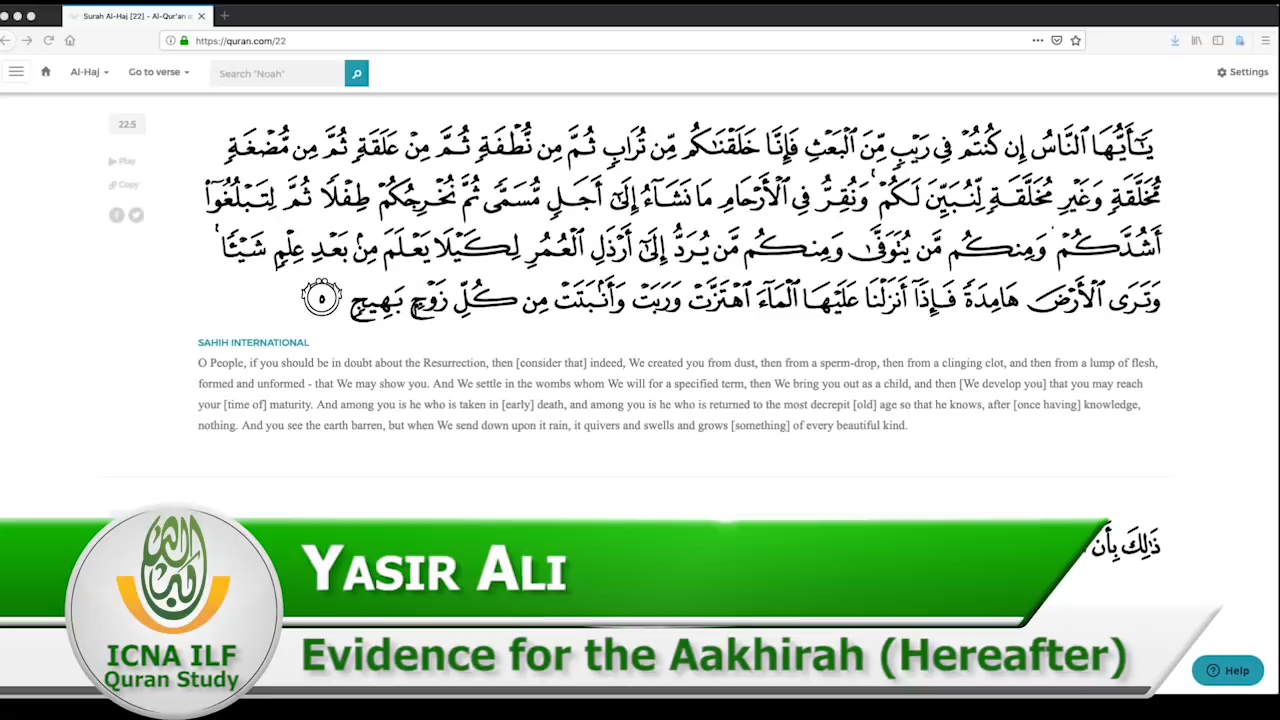 Surah Al-Haj [22] - Al-Qur'an a
https://quran.com/22
Al-Haj
Go to verse
Search "Noah"
Settings
22:5
Play
Copy
يَـٰٓأَيُّهَا ٱلنَّاسُ إِن كُنتُمْ فِى رَيْبٍ مِّنَ ٱلْبَعْثِ فَإِنَّا خَلَقْنَـٰكُم مِّن تُرَابٍ ثُمَّ مِن نُّطْفَةٍ ثُمَّ مِنْ عَلَقَةٍ ثُمَّ مِن مُّضْغَةٍ
مُّخَلَّقَةٍ وَغَيْرِ مُخَلَّقَةٍ لِّنُبَيِّنَ لَكُمْ ۚ وَنُقِرُّ فِى ٱلْأَرْحَامِ مَا نَشَآءُ إِلَىٰٓ أَجَلٍ مُّسَمًّى ثُمَّ نُخْرِجُكُمْ طِفْلًا ثُمَّ لِتَبْلُغُوٓا۟
أَشُدَّكُمْ ۖ وَمِنكُم مَّن يُتَوَفَّىٰ وَمِنكُم مَّن يُرَدُّ إِلَىٰٓ أَرْذَلِ ٱلْعُمُرِ لِكَيْلَا يَعْلَمَ مِنۢ بَعْدِ عِلْمٍ شَيْـًٔا ۚ
وَتَرَى ٱلْأَرْضَ هَامِدَةً فَإِذَآ أَنزَلْنَا عَلَيْهَا ٱلْمَآءَ ٱهْتَزَّتْ وَرَبَتْ وَأَنۢبَتَتْ مِن كُلِّ زَوْجٍۭ بَهِيجٍ ٥
SAHIH INTERNATIONAL
O People, if you should be in doubt about the Resurrection, then [consider that] indeed, We created you from dust, then from a sperm-drop, then from a clinging clot, and then from a lump of flesh,
formed and unformed - that We may show you. And We settle in the wombs whom We will for a specified term, then We bring you out as a child, and then [We develop you] that you may reach
your [time of] maturity. And among you is he who is taken in [early] death, and among you is he who is returned to the most decrepit [old] age so that he knows, after [once having] knowledge,
nothing. And you see the earth barren, but when We send down upon it rain, it quivers and swells and grows [something] of every beautiful kind.
ذَٰلِكَ بِأَنَّ
YASIR ALI
Evidence for the Aakhirah (Hereafter)
ICNA ILF
Quran Study
Help